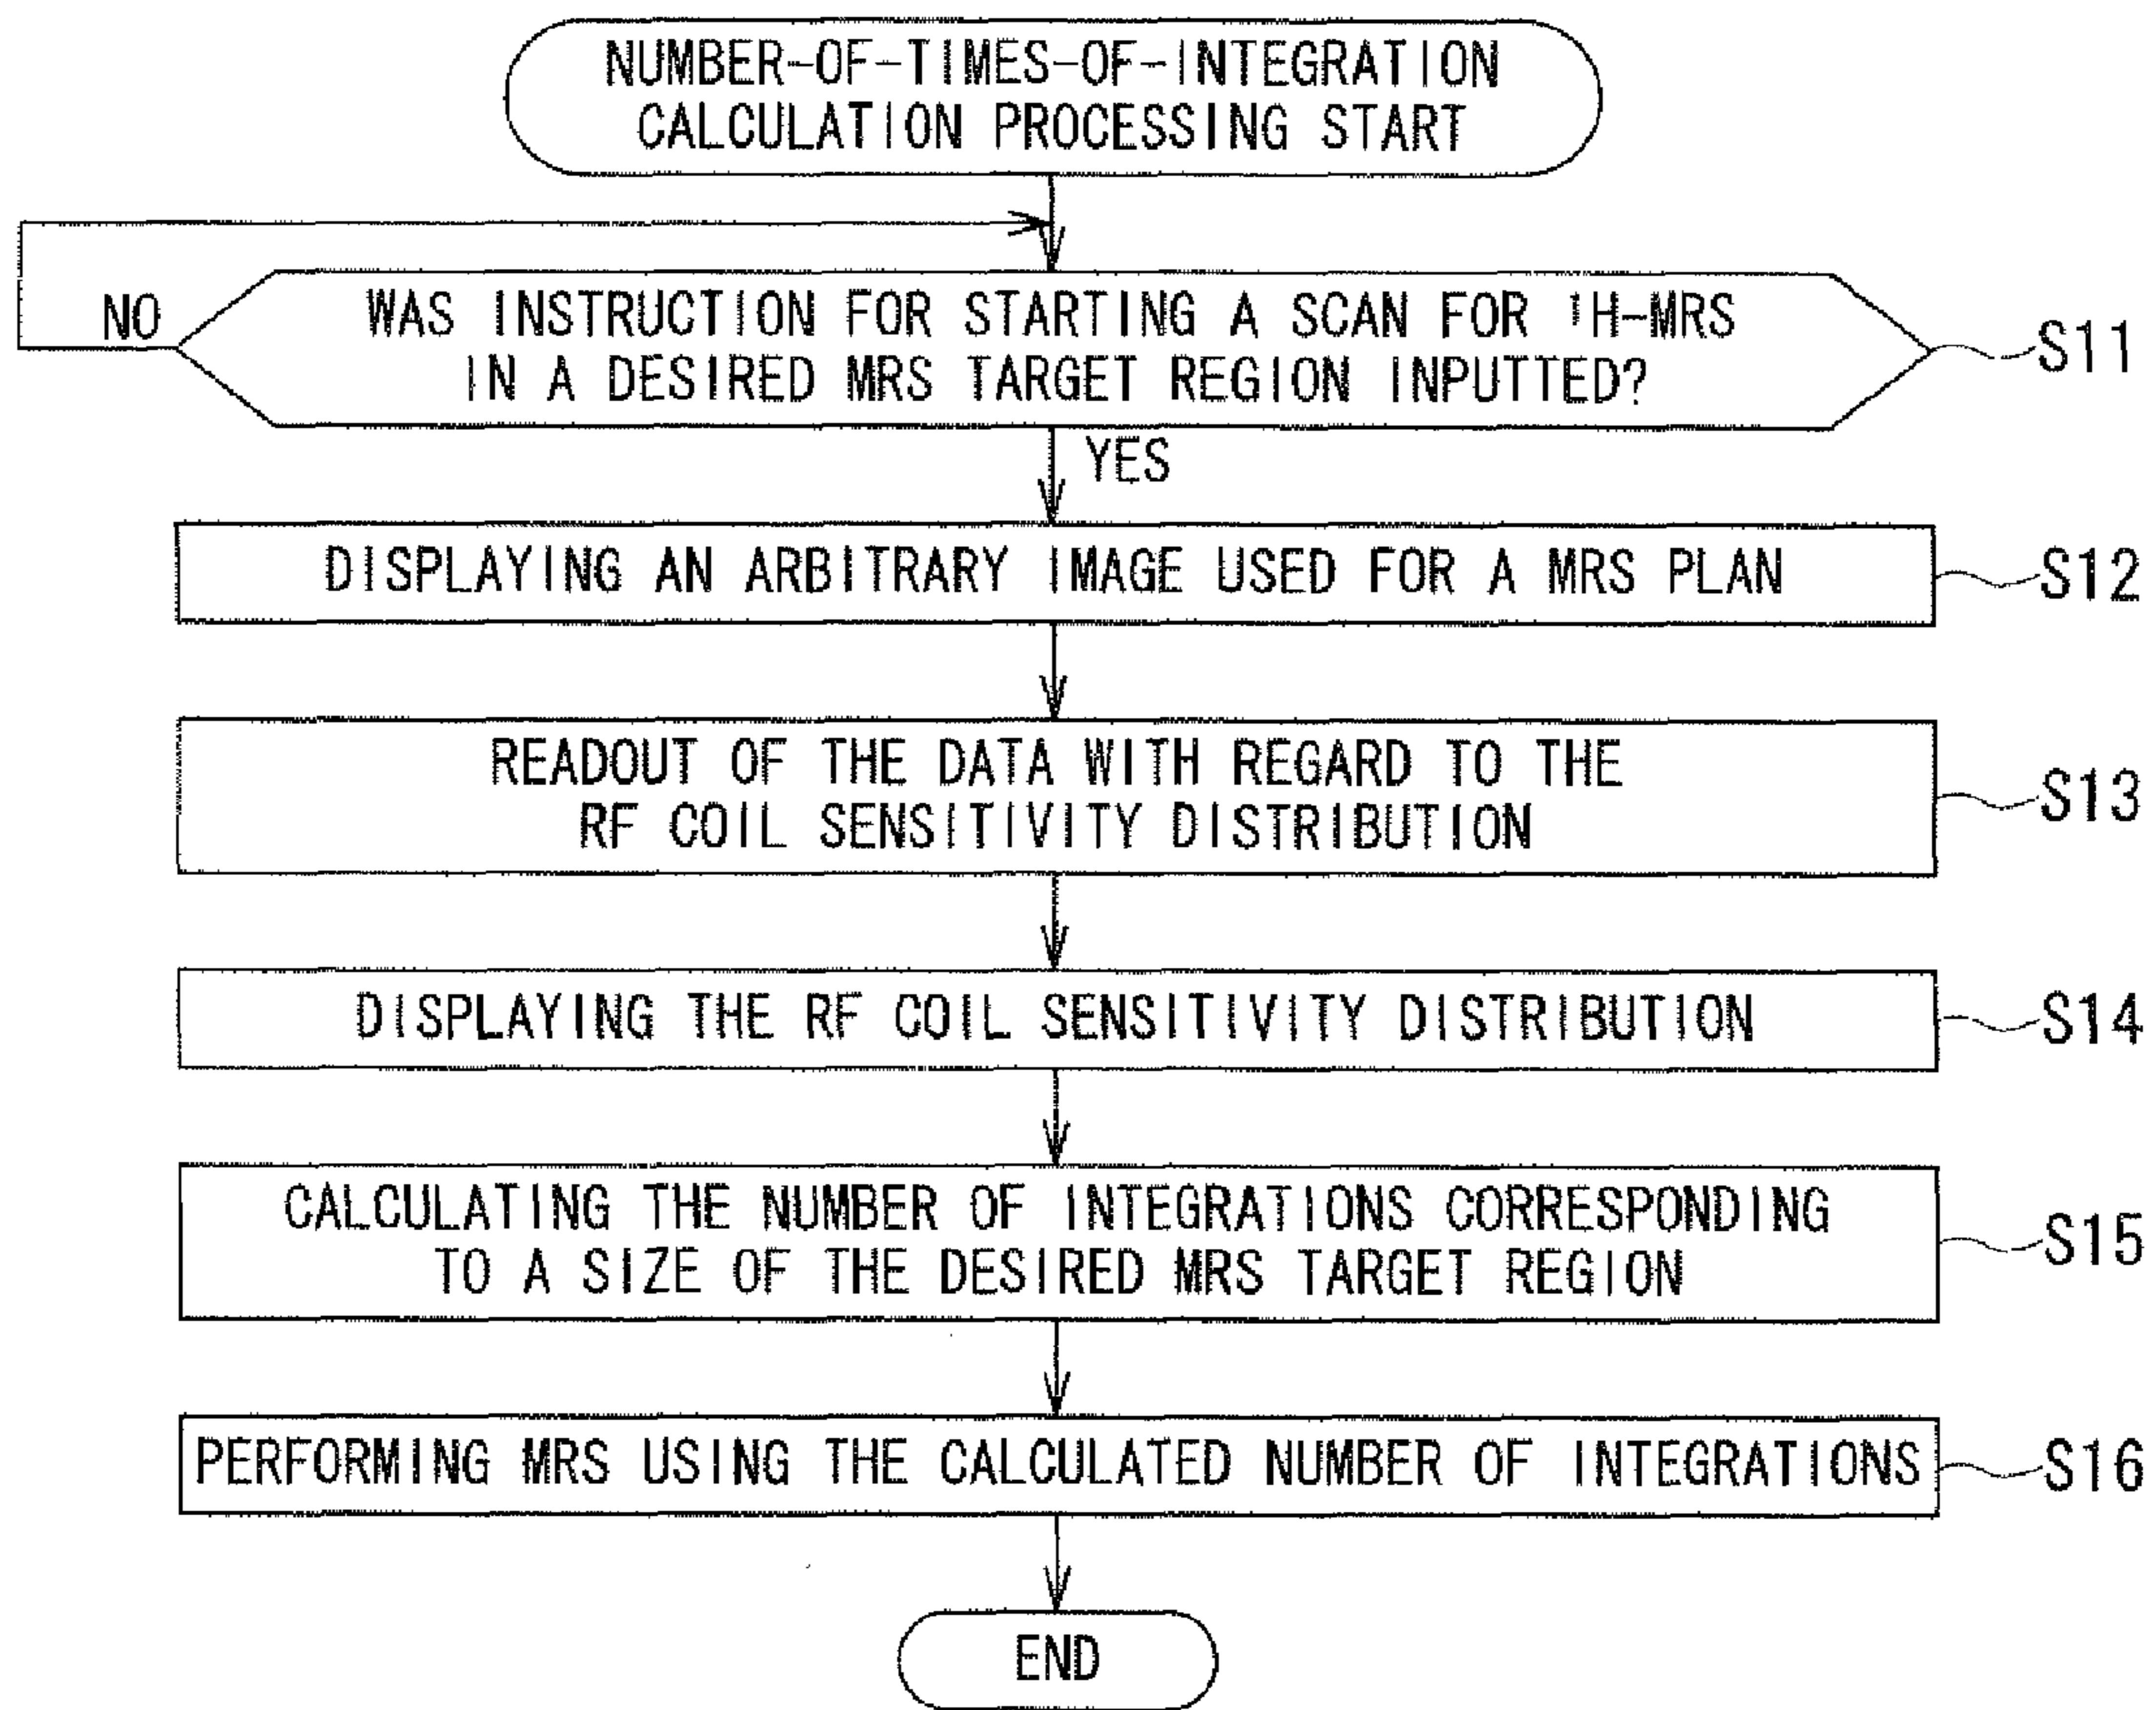 NUMBER-OF-TIMES-OF-INTEGRATION
CALCULATION PROCESSING START
NO
WAS INSTRUCTION FOR STARTING A SCAN FOR ¹H-MRS
IN A DESIRED MRS TARGET REGION INPUTTED?
S11
YES
DISPLAYING AN ARBITRARY IMAGE USED FOR A MRS PLAN
S12
READOUT OF THE DATA WITH REGARD TO THE
RF COIL SENSITIVITY DISTRIBUTION
S13
DISPLAYING THE RF COIL SENSITIVITY DISTRIBUTION
S14
CALCULATING THE NUMBER OF INTEGRATIONS CORRESPONDING
TO A SIZE OF THE DESIRED MRS TARGET REGION
S15
PERFORMING MRS USING THE CALCULATED NUMBER OF INTEGRATIONS
S16
END